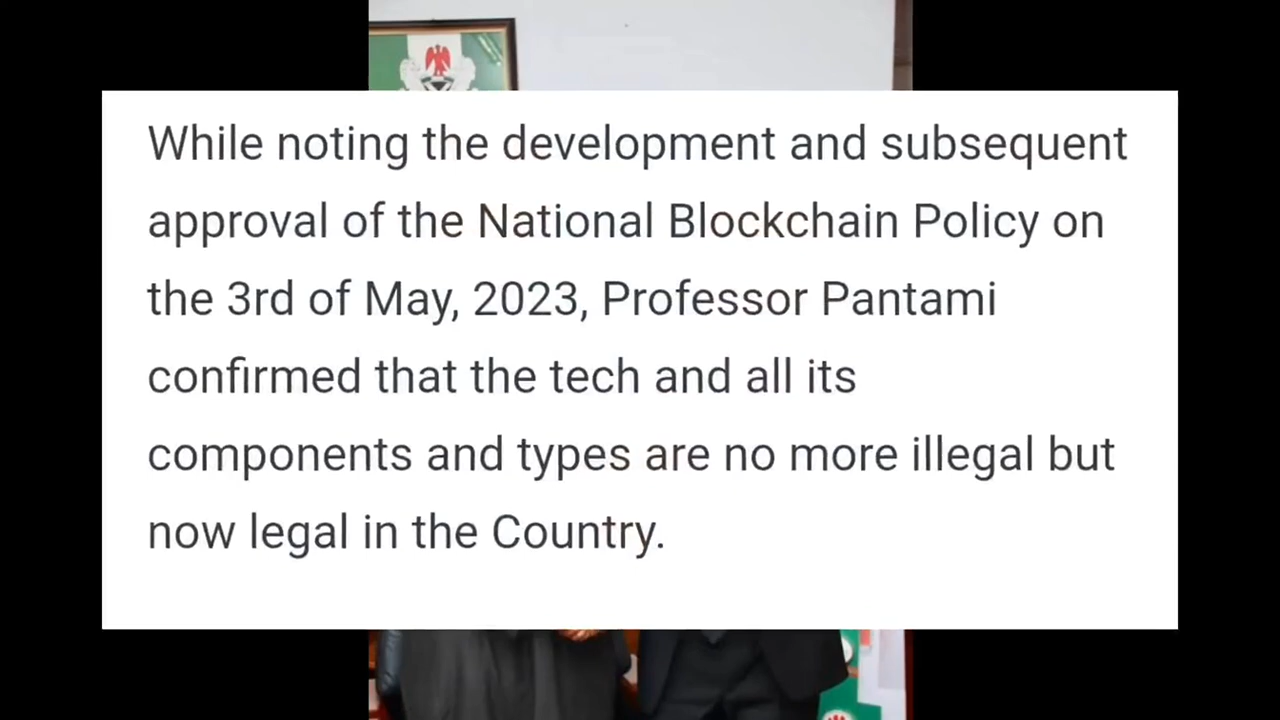 While noting the development and subsequent
approval of the National Blockchain Policy on
the 3rd of May, 2023, Professor Pantami
confirmed that the tech and all its
components and types are no more illegal but
now legal in the Country.